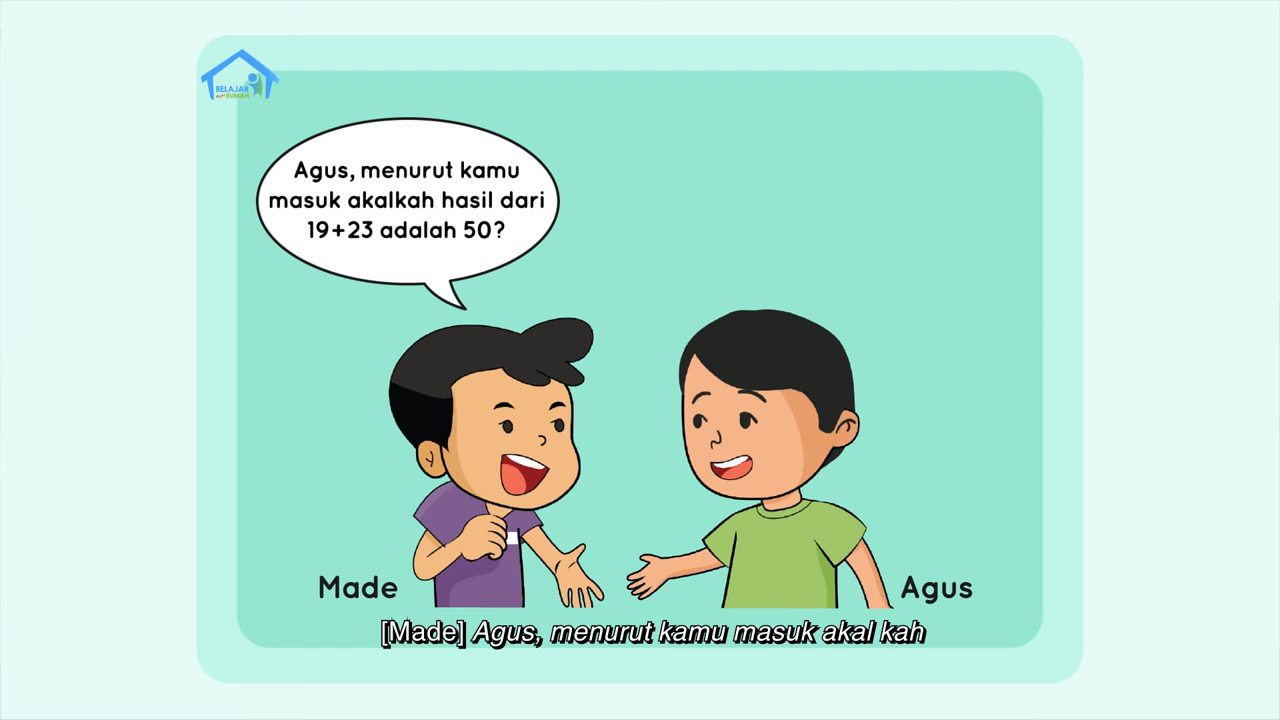 BELAJAR
dari RUMAH
Agus, menurut kamu
masuk akalkah hasil dari
19+23 adalah 50?
Made
Agus
[Made] Agus, menurut kamu masuk akal kah